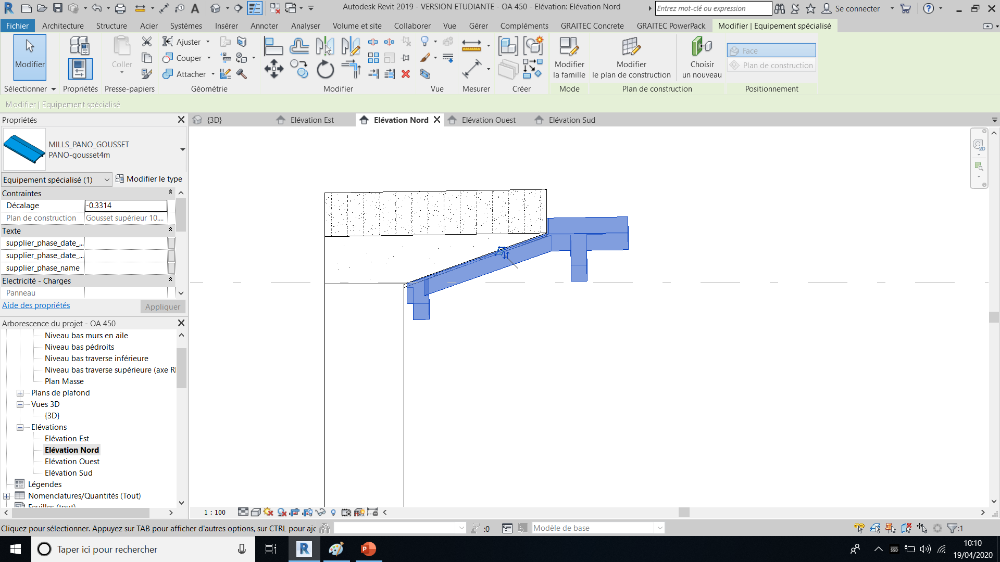 Autodesk Revit 2019 - VERSION ETUDIANTE - OA 450 - Elévation: Elévation Nord
Entrez mot-clé ou expression
Se connecter
Fichier Architecture Structure Acier Systèmes Insérer Annoter Analyser Volume et site Collaborer Vue Gérer Compléments GRAITEC Concrete GRAITEC PowerPack Modifier | Equipement spécialisé
Modifier
Coller
Ajuster
Couper
Attacher
Modifier
la famille
Modifier
le plan de construction
Choisir
un nouveau
Face
Plan de construction
Sélectionner Propriétés Presse-papiers Géométrie Modifier Vue Mesurer Créer Mode Plan de construction Positionnement
Modifier | Equipement spécialisé
Propriétés
{3D} Elévation Est Elévation Nord Elévation Ouest Elévation Sud
MILLS_PANO_GOUSSET
PANO-gousset4m
Equipement spécialisé (1) Modifier le type
Contraintes
Décalage -0.3314
Plan de construction Gousset supérieur 10....
Texte
supplier_phase_date_...
supplier_phase_date_...
supplier_phase_name
Electricité - Charges
Panneau
Aide des propriétés Appliquer
Arborescence du projet - OA 450
Niveau bas murs en aile
Niveau bas pédroits
Niveau bas traverse inférieure
Niveau bas traverse supérieure (axe R
Plan Masse
Plans de plafond
Vues 3D
{3D}
Elévations
Elévation Est
Elévation Nord
Elévation Ouest
Elévation Sud
Légendes
Nomenclatures/Quantités (Tout)
Feuilles (tout)
2D
1 : 100
Cliquez pour sélectionner. Appuyez sur TAB pour afficher d'autres options, sur CTRL pour ajo
:0
Modèle de base
:1
Taper ici pour rechercher
SSD
10:10
19/04/2020